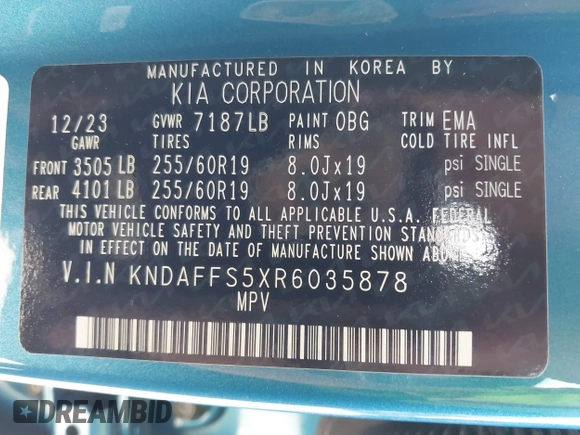 MANUFACTURED IN KOREA BY
KIA CORPORATION
12/23 GVWR 7187LB PAINT OBG TRIM EMA
GAWR TIRES RIMS COLD TIRE INFL
FRONT 3505 LB 255/60R19 8.0Jx19 psi SINGLE
REAR 4101 LB 255/60R19 8.0Jx19 psi SINGLE
THIS VEHICLE CONFORMS TO ALL APPLICABLE U.S.A. FEDERAL
MOTOR VEHICLE SAFETY AND THEFT PREVENTION STANDARDS
IN EFFECT ON THE DATE OF MANUFACTURE SHOWN ABOVE.
V.I.N KNDAFFS5XR6035878
MPV
DREAMBID